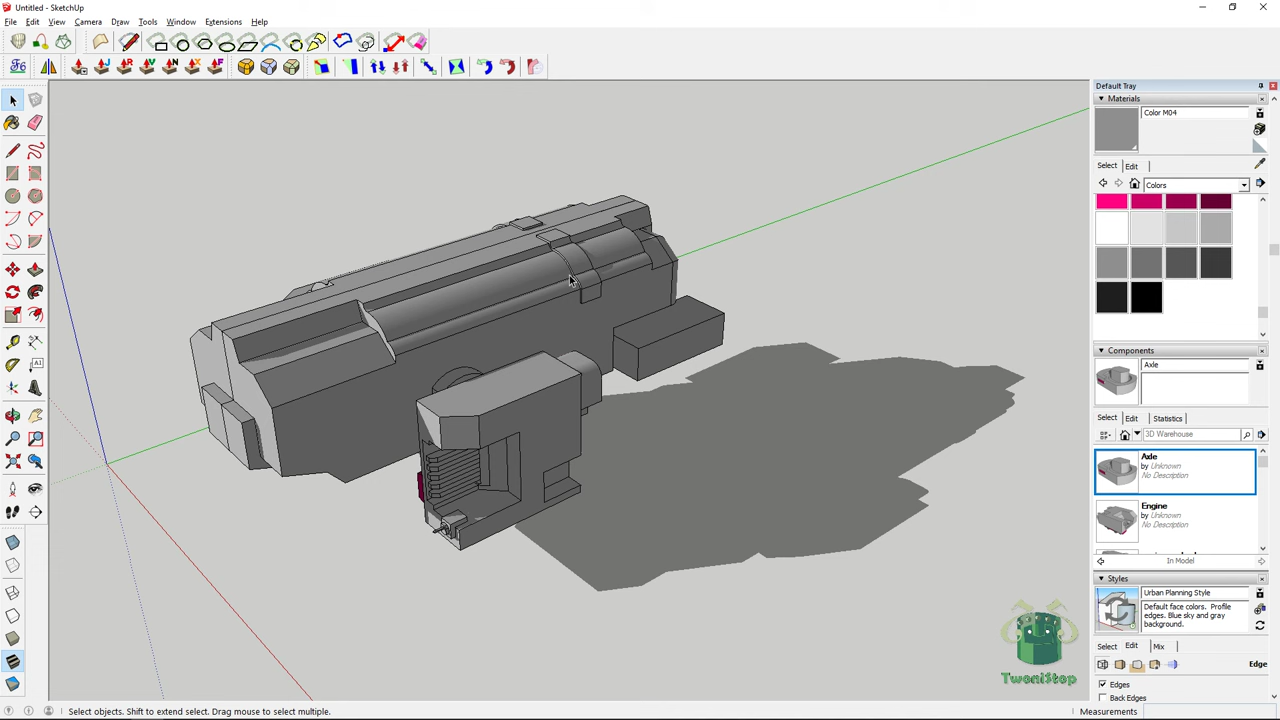 Untitled - SketchUp
File Edit View Camera Draw Tools Window Extensions Help
Default Tray
Materials
Color M04
Select Edit
Colors
Components
Axle
Select Edit Statistics
3D Warehouse
Axle
by Unknown
No Description
Engine
by Unknown
No Description
In Model
Styles
Urban Planning Style
Default face colors. Profile
edges. Blue sky and gray
background.
Select Edit Mix
Edge
Edges
Back Edges
TwoniStop
Select objects. Shift to extend select. Drag mouse to select multiple.
Measurements